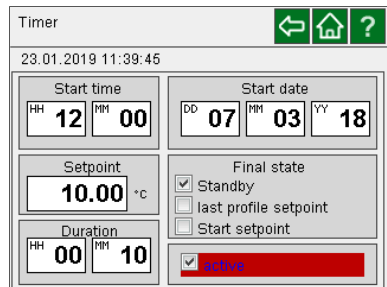 Timer
?
23.01.2019 11:39:45
Start time
HH 12 MM 00
Start date
DD 07 MM 03 YY 18
Setpoint
10.00 °C
Final state
Standby
last profile setpoint
Start setpoint
Duration
HH 00 MM 10
active